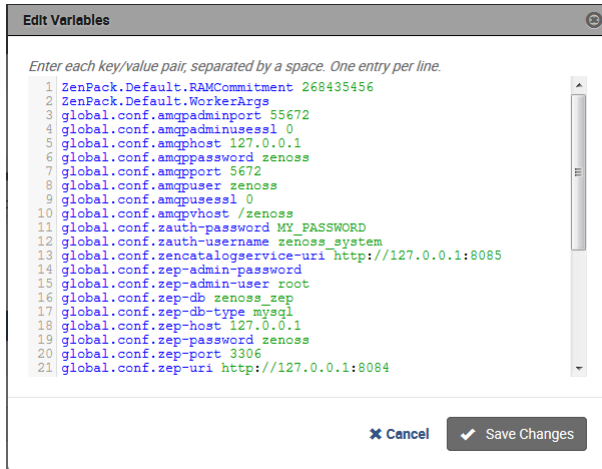 Edit Variables
Enter each key/value pair, separated by a space. One entry per line.
1 ZenPack.Default.RAMCommitment 268435456
2 ZenPack.Default.WorkerArgs
3 global.conf.amqpadminport 55672
4 global.conf.amqpadminusessl 0
5 global.conf.amqphost 127.0.0.1
6 global.conf.amqppassword zenoss
7 global.conf.amqpport 5672
8 global.conf.amqpuser zenoss
9 global.conf.amqpusessl 0
10 global.conf.amqpvhost /zenoss
11 global.conf.zauth-password MY_PASSWORD
12 global.conf.zauth-username zenoss_system
13 global.conf.zencatalogservice-uri http://127.0.0.1:8085
14 global.conf.zep-admin-password
15 global.conf.zep-admin-user root
16 global.conf.zep-db zenoss_zep
17 global.conf.zep-db-type mysql
18 global.conf.zep-host 127.0.0.1
19 global.conf.zep-password zenoss
20 global.conf.zep-port 3306
21 global.conf.zep-uri http://127.0.0.1:8084
Cancel
Save Changes